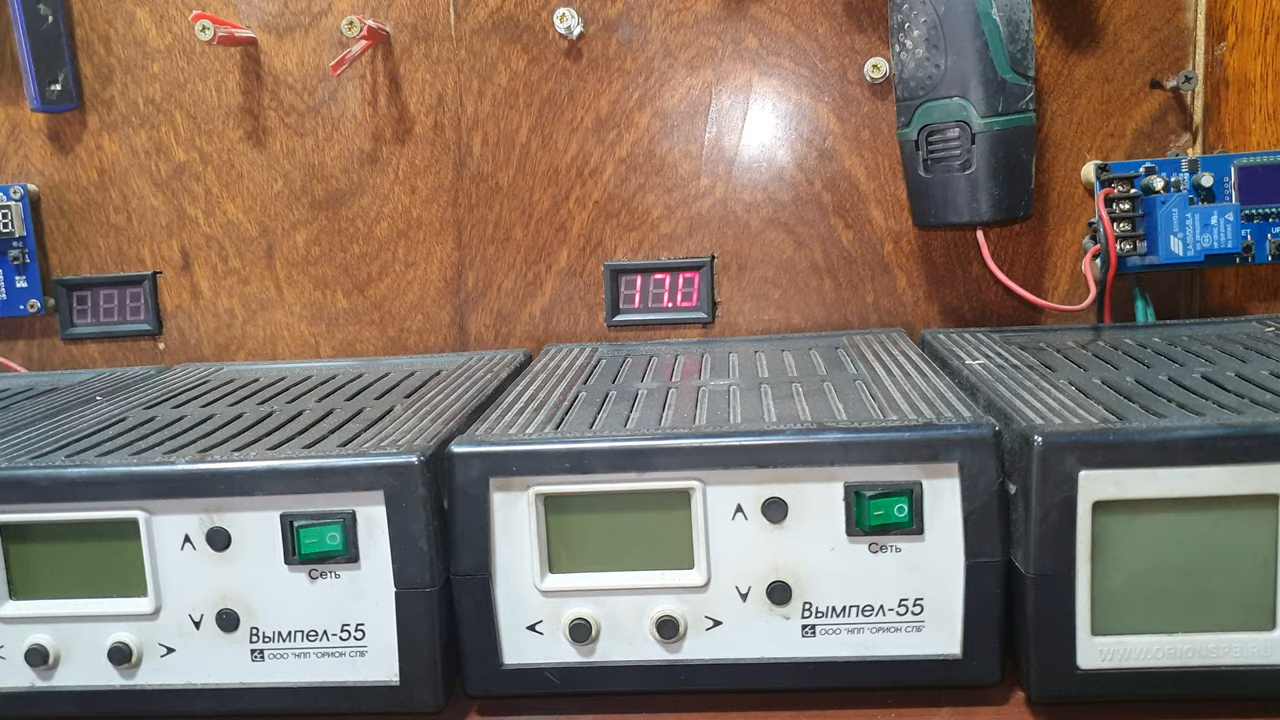 17.0
SONGLE
Сеть
Вымпел-55
ООО "НПП "ОРИОН СПБ"
Сеть
Вымпел-55
ООО "НПП "ОРИОН СПБ"
WWW.ORIONSPB.RU